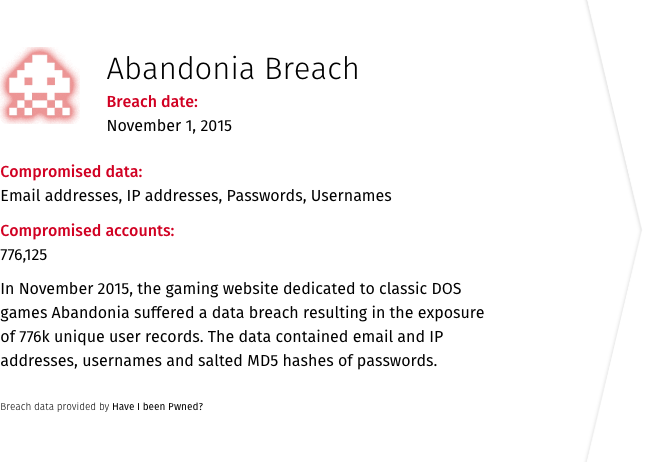 Abandonia Breach
Breach date:
November 1, 2015
Compromised data:
Email addresses, IP addresses, Passwords, Usernames
Compromised accounts:
776,125
In November 2015, the gaming website dedicated to classic DOS
games Abandonia suffered a data breach resulting in the exposure
of 776k unique user records. The data contained email and IP
addresses, usernames and salted MD5 hashes of passwords.
Breach data provided by Have I been Pwned?